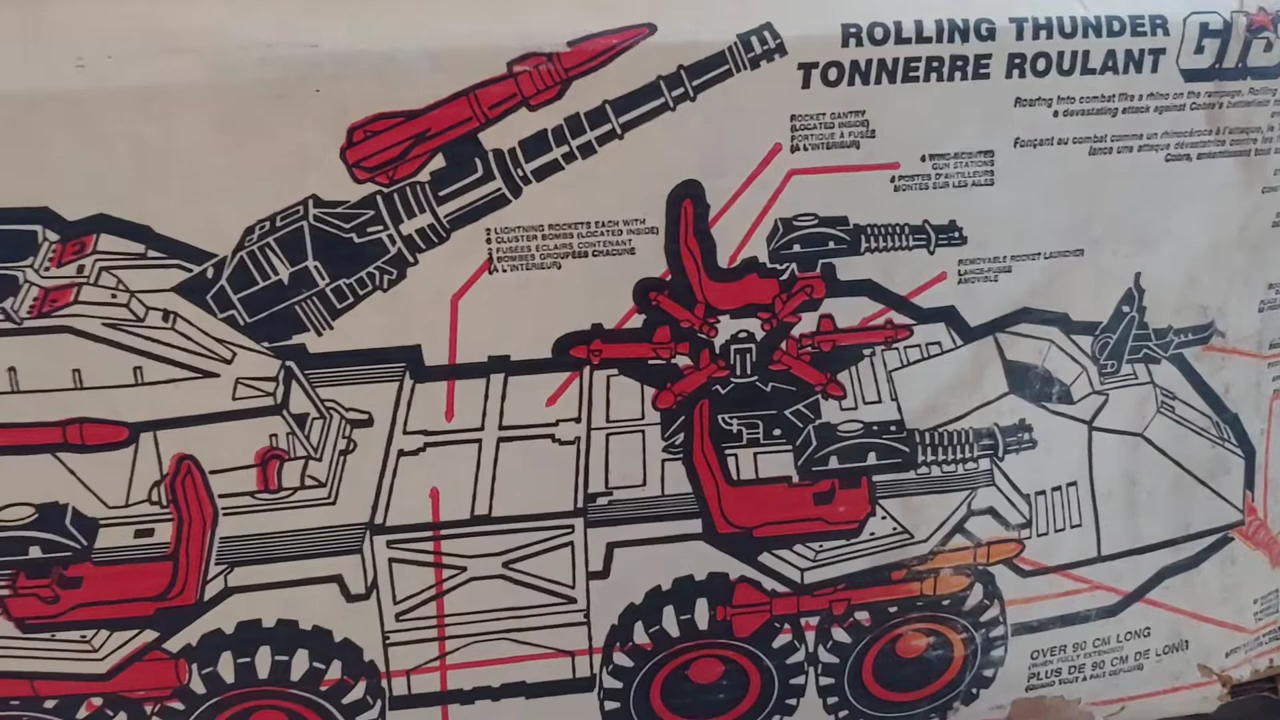 ROLLING THUNDER
TONNERRE ROULANT
GI
Roaring into combat like a rhino on the rampage, Rolling
a devastating attack against Cobra's
Fonçant au combat comme un rhinocéros à l'attaque, le
lance une attaque dévastatrice contre les
Cobra, anéantissant tout
ROCKET GANTRY
(LOCATED INSIDE)
PORTIQUE À FUSÉE
(À L'INTÉRIEUR)
4 WING-MOUNTED
GUN STATIONS
4 POSTES D'ARTILLEURS
MONTÉS SUR LES AILES
2 LIGHTNING ROCKETS EACH WITH
6 CLUSTER BOMBS (LOCATED INSIDE)
2 FUSÉES ÉCLAIRS CONTENANT
BOMBES GROUPÉES CHACUNE
(À L'INTÉRIEUR)
REMOVABLE ROCKET LAUNCHER
LANCE-FUSÉE
AMOVIBLE
OVER 90 CM LONG
(WHEN FULLY EXTENDED)
PLUS DE 90 CM DE LONG